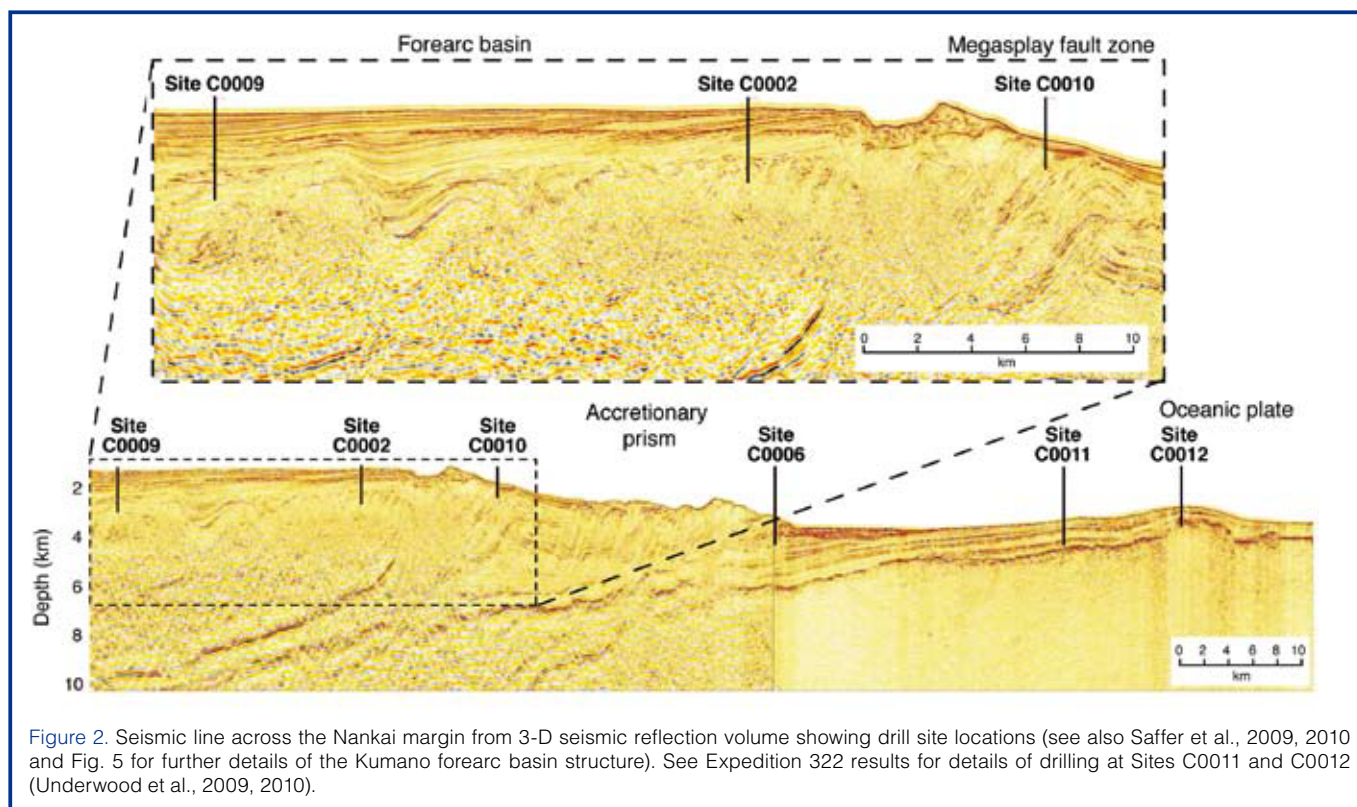 Forearc basin
Megasplay fault zone
Site C0009
Site C0002
Site C0010
0 2 4 6 8 10
km
Accretionary
prism
Oceanic plate
Site
C0009
Site
C0002
Site
C0010
Site
C0006
Site
C0011
Site
C0012
Depth (km)
2
4
6
8
10
0 2 4 6 8 10
km
Figure 2. Seismic line across the Nankai margin from 3-D seismic reflection volume showing drill site locations (see also Saffer et al., 2009, 2010
and Fig. 5 for further details of the Kumano forearc basin structure). See Expedition 322 results for details of drilling at Sites C0011 and C0012
(Underwood et al., 2009, 2010).